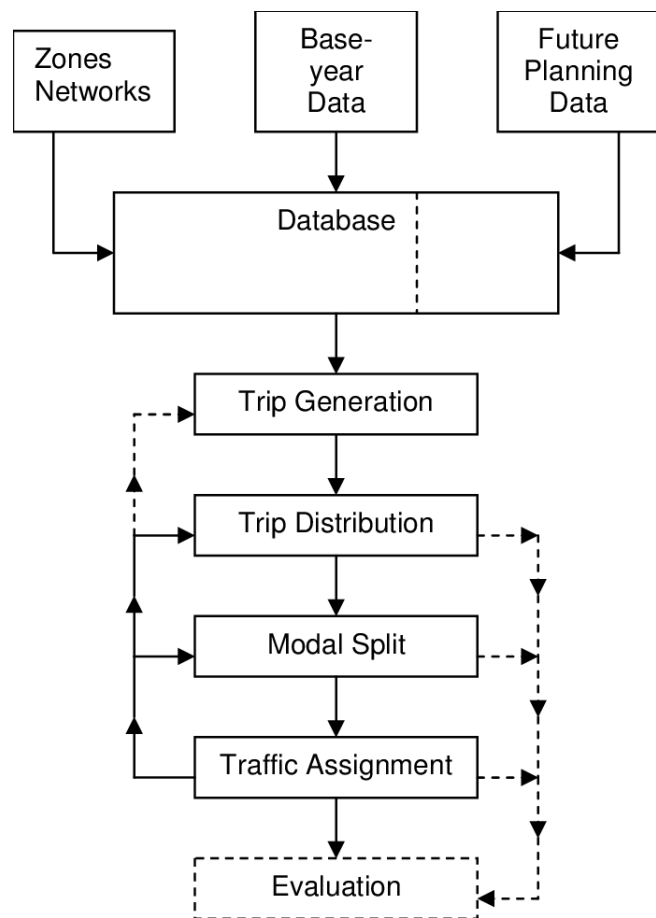 Zones
Networks
Base-
year
Data
Future
Planning
Data
Database
Trip Generation
Trip Distribution
Modal Split
Traffic Assignment
Evaluation